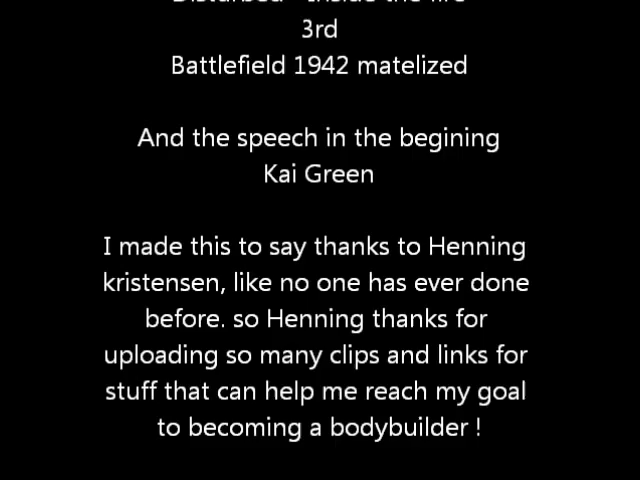 Disturbed - Inside the fire
3rd
Battlefield 1942 matelized

And the speech in the begining
Kai Green

I made this to say thanks to Henning
kristensen, like no one has ever done
before. so Henning thanks for
uploading so many clips and links for
stuff that can help me reach my goal
to becoming a bodybuilder !